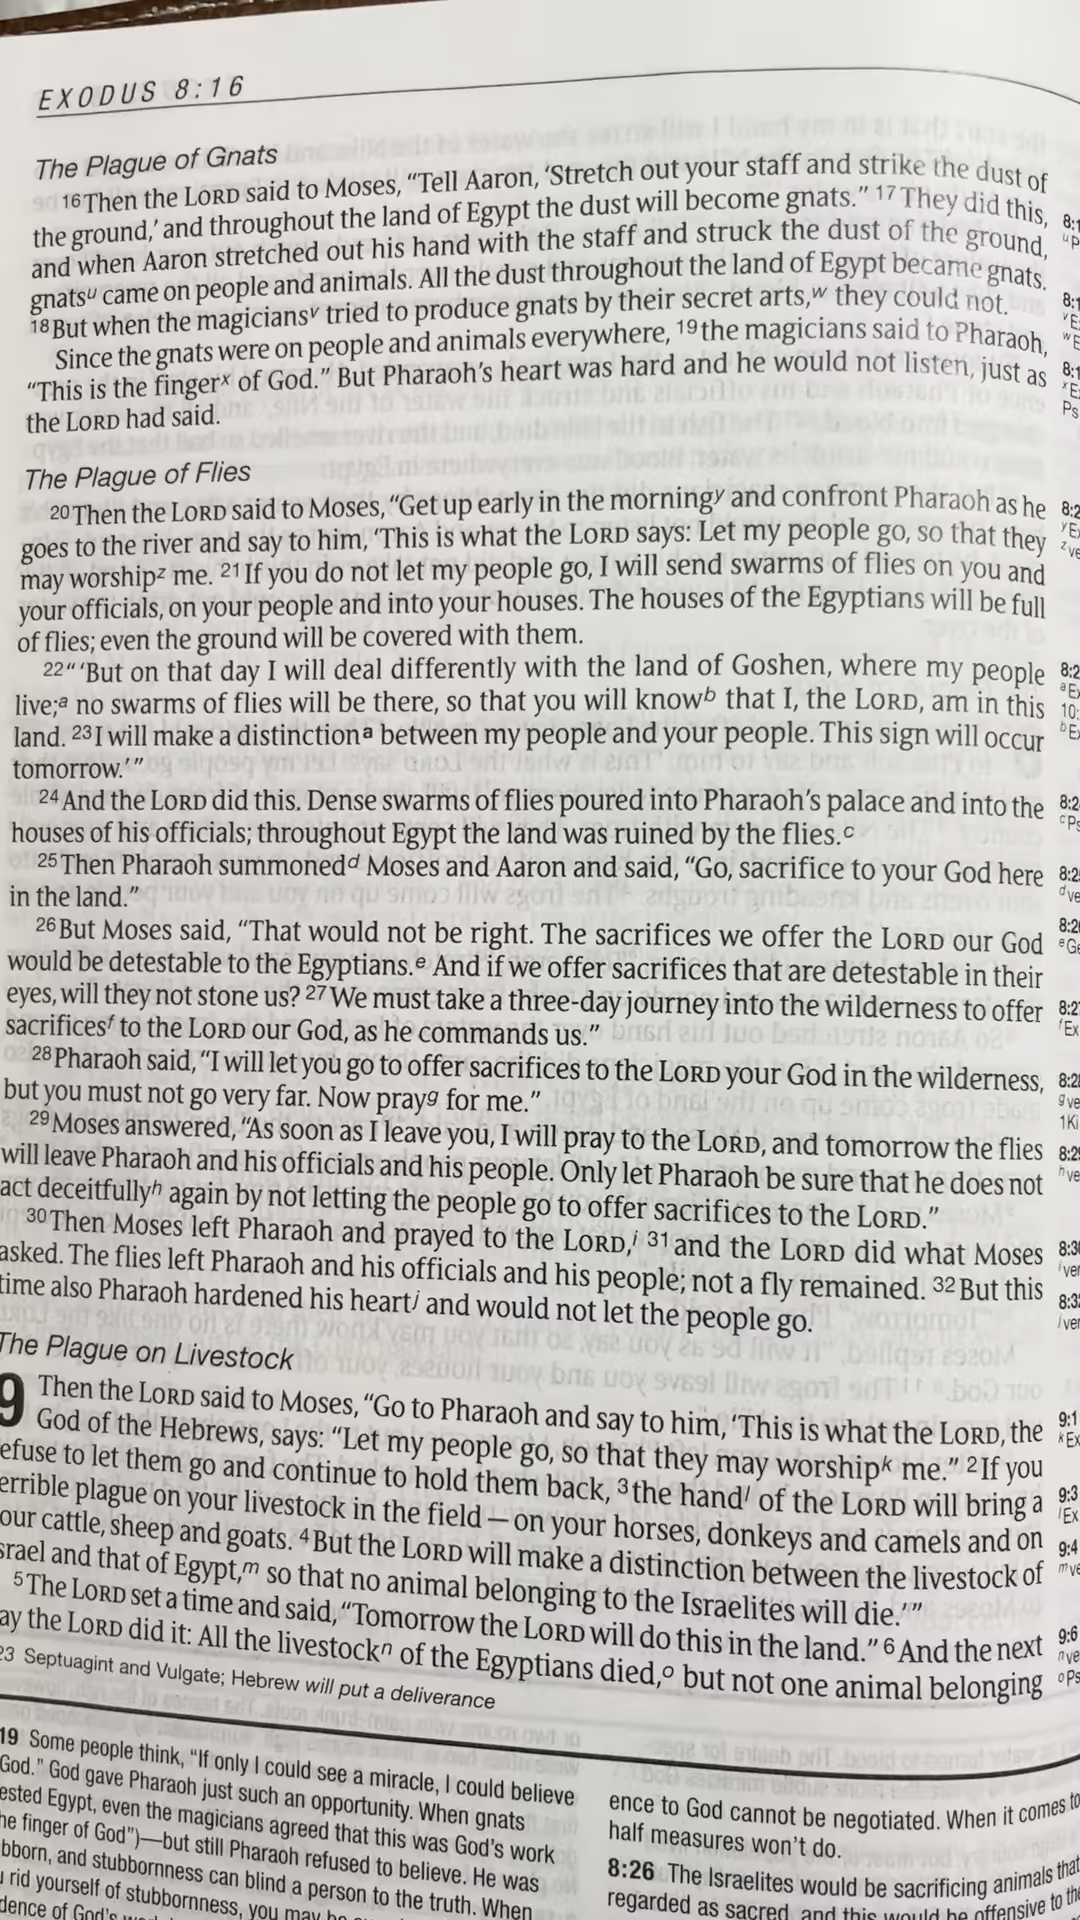 EXODUS 8:16
The Plague of Gnats
16 Then the LORD said to Moses, “Tell Aaron, ‘Stretch out your staff and strike the dust of
the ground,’ and throughout the land of Egypt the dust will become gnats.” 17 They did this,
and when Aaron stretched out his hand with the staff and struck the dust of the ground,
gnatsᵘ came on people and animals. All the dust throughout the land of Egypt became gnats.
18 But when the magiciansᵛ tried to produce gnats by their secret arts,ʷ they could not.
Since the gnats were on people and animals everywhere, 19 the magicians said to Pharaoh,
“This is the fingerˣ of God.” But Pharaoh’s heart was hard and he would not listen, just as
the LORD had said.
The Plague of Flies
20 Then the LORD said to Moses, “Get up early in the morningʸ and confront Pharaoh as he
goes to the river and say to him, ‘This is what the LORD says: Let my people go, so that they
may worshipᶻ me. 21 If you do not let my people go, I will send swarms of flies on you and
your officials, on your people and into your houses. The houses of the Egyptians will be full
of flies; even the ground will be covered with them.
22 “ ‘But on that day I will deal differently with the land of Goshen, where my people
live;ᵃ no swarms of flies will be there, so that you will knowᵇ that I, the LORD, am in this
land. 23 I will make a distinctionᵃ between my people and your people. This sign will occur
tomorrow.’ ”
24 And the LORD did this. Dense swarms of flies poured into Pharaoh’s palace and into the
houses of his officials; throughout Egypt the land was ruined by the flies.ᶜ
25 Then Pharaoh summonedᵈ Moses and Aaron and said, “Go, sacrifice to your God here
in the land.”
26 But Moses said, “That would not be right. The sacrifices we offer the LORD our God
would be detestable to the Egyptians.ᵉ And if we offer sacrifices that are detestable in their
eyes, will they not stone us? 27 We must take a three-day journey into the wilderness to offer
sacrificesᶠ to the LORD our God, as he commands us.”
28 Pharaoh said, “I will let you go to offer sacrifices to the LORD your God in the wilderness,
but you must not go very far. Now prayᵍ for me.”
29 Moses answered, “As soon as I leave you, I will pray to the LORD, and tomorrow the flies
will leave Pharaoh and his officials and his people. Only let Pharaoh be sure that he does not
act deceitfullyʰ again by not letting the people go to offer sacrifices to the LORD.”
30 Then Moses left Pharaoh and prayed to the LORD,ⁱ 31 and the LORD did what Moses
asked. The flies left Pharaoh and his officials and his people; not a fly remained. 32 But this
time also Pharaoh hardened his heartʲ and would not let the people go.
The Plague on Livestock
9 Then the LORD said to Moses, “Go to Pharaoh and say to him, ‘This is what the LORD, the
God of the Hebrews, says: “Let my people go, so that they may worshipᵏ me.” 2 If you
efuse to let them go and continue to hold them back, 3 the handˡ of the LORD will bring a
errible plague on your livestock in the field — on your horses, donkeys and camels and on
our cattle, sheep and goats. 4 But the LORD will make a distinction between the livestock of
srael and that of Egypt,ᵐ so that no animal belonging to the Israelites will die.’ ”
5 The LORD set a time and said, “Tomorrow the LORD will do this in the land.” 6 And the next
ay the LORD did it: All the livestockⁿ of the Egyptians died,ᵒ but not one animal belonging
23 Septuagint and Vulgate; Hebrew will put a deliverance
19 Some people think, “If only I could see a miracle, I could believe
God.” God gave Pharaoh just such an opportunity. When gnats
ested Egypt, even the magicians agreed that this was God’s work
he finger of God”)—but still Pharaoh refused to believe. He was
bborn, and stubbornness can blind a person to the truth. When
rid yourself of stubbornness, you may
dence of God’s
ence to God cannot be negotiated. When it comes to
half measures won’t do.
8:26 The Israelites would be sacrificing animals that
regarded as sacred, and this would be offensive to the